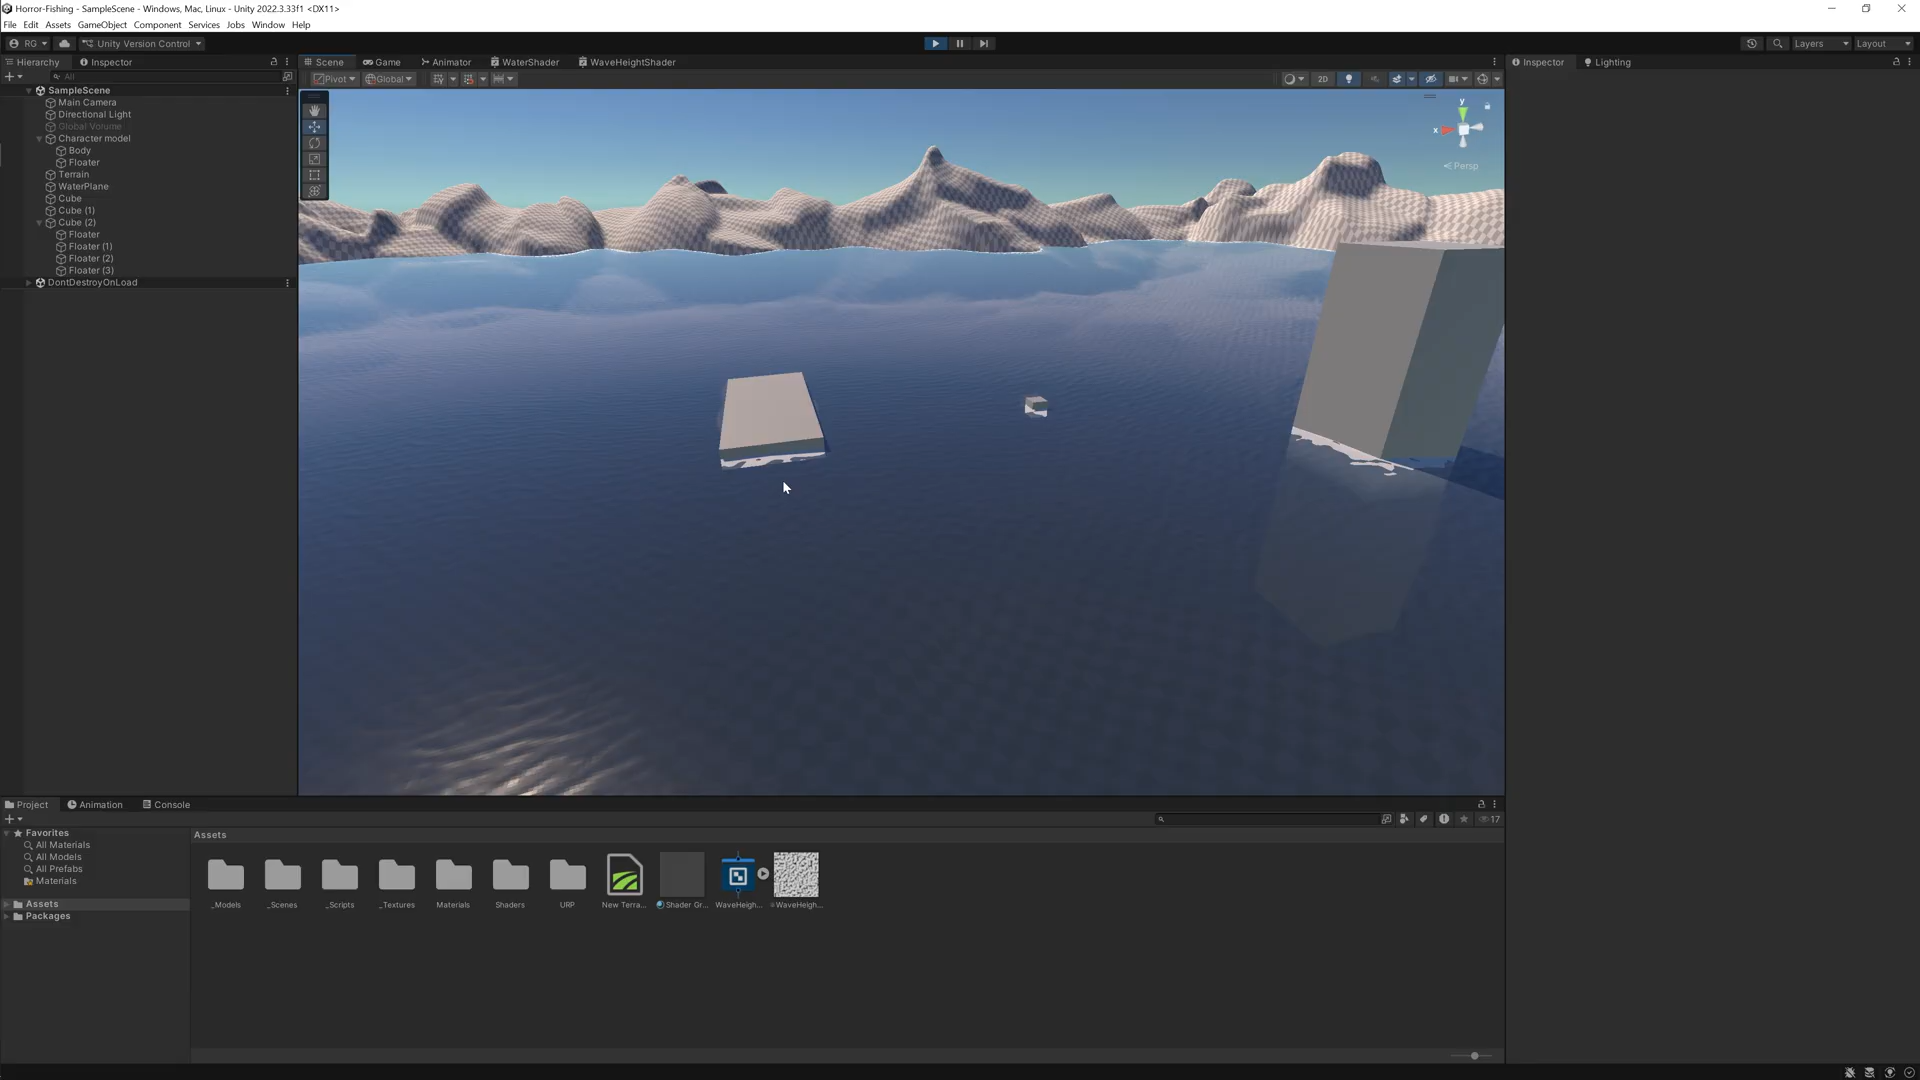 Horror-Fishing - SampleScene - Windows, Mac, Linux - Unity 2022.3.33f1 <DX11>
File Edit Assets GameObject Component Services Jobs Window Help
RG Unity Version Control Layers Layout
Hierarchy Inspector
All
SampleScene
Main Camera
Directional Light
Global Volume
Character model
Body
Floater
Terrain
WaterPlane
Cube
Cube (1)
Cube (2)
Floater
Floater (1)
Floater (2)
Floater (3)
DontDestroyOnLoad
Scene Game Animator WaterShader WaveHeightShader
Pivot Global 2D
y
x
Persp
Inspector Lighting
Project Animation Console
17
Favorites
All Materials
All Models
All Prefabs
Materials
Assets
Packages
Assets
_Models _Scenes _Scripts _Textures Materials Shaders URP New Terra... Shader Gr... WaveHeigh... WaveHeigh...